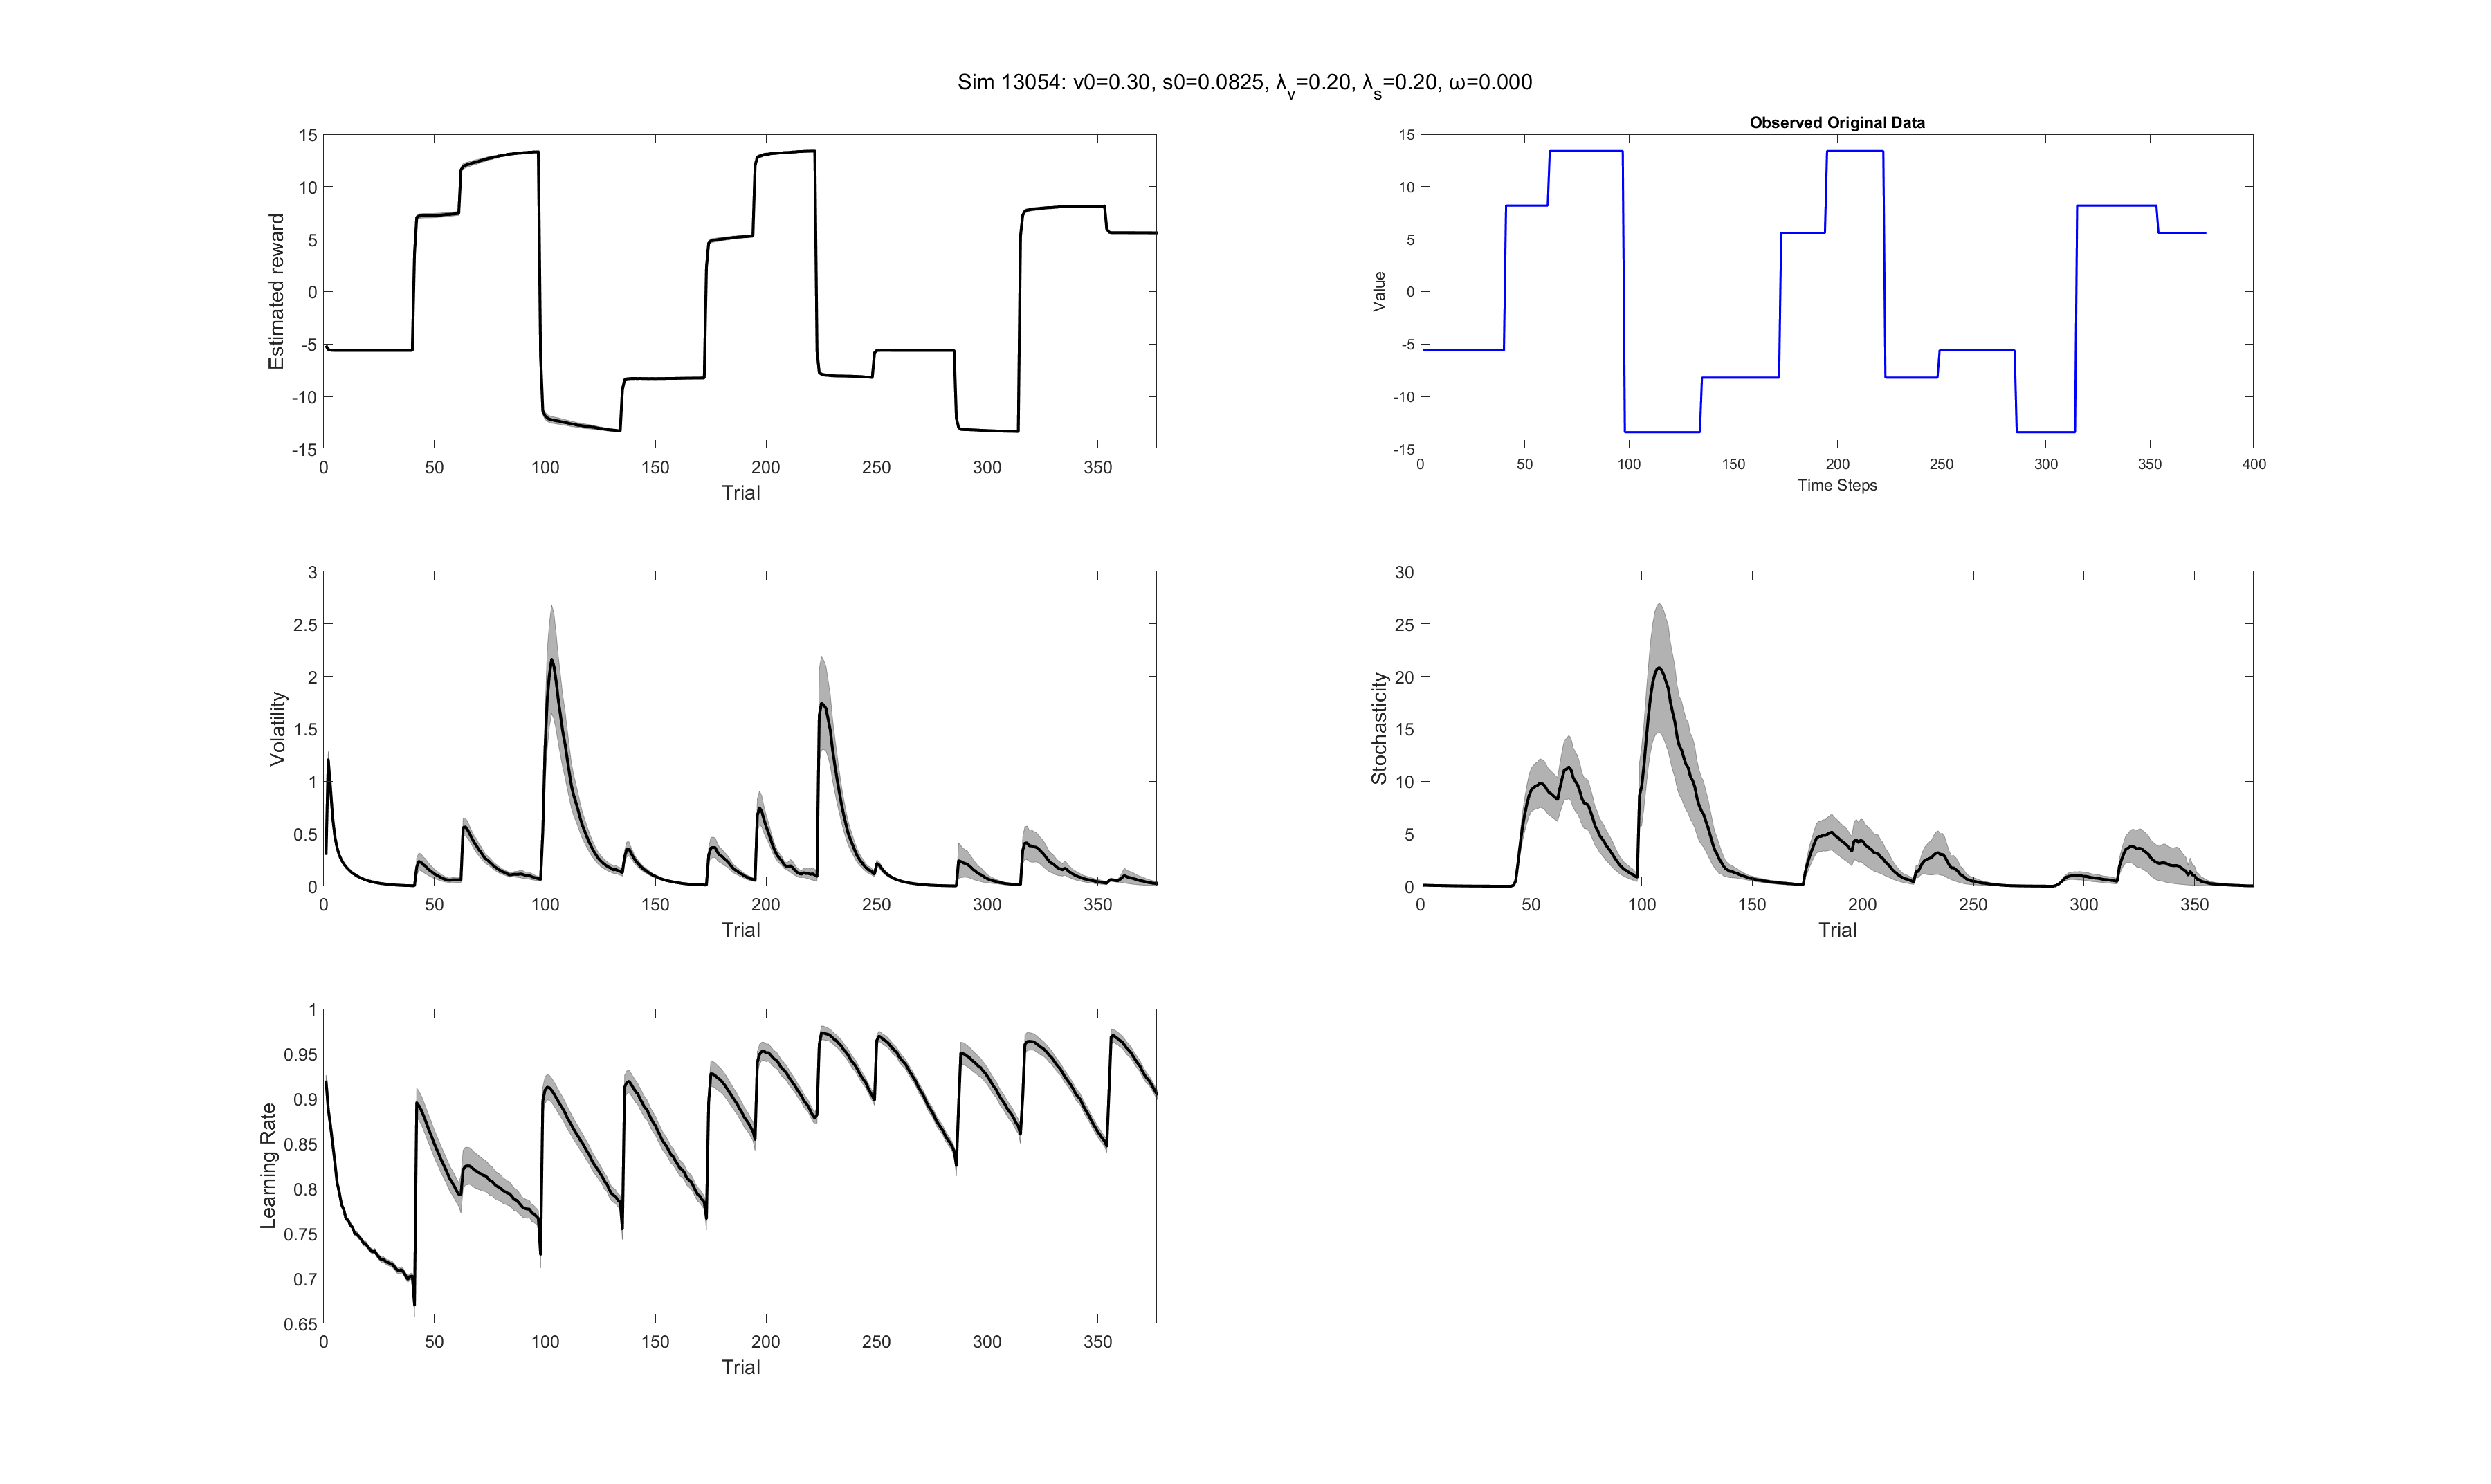 Sim 13054: v0=0.30, s0=0.0825, λv=0.20, λs=0.20, ω=0.000
15
10
5
0
-5
-10
-15
Estimated reward
0 50 100 150 200 250 300 350
Trial
Observed Original Data
15
10
5
0
-5
-10
-15
Value
0 50 100 150 200 250 300 350 400
Time Steps
3
2.5
2
1.5
1
0.5
0
Volatility
0 50 100 150 200 250 300 350
Trial
30
25
20
15
10
5
0
Stochasticity
0 50 100 150 200 250 300 350
Trial
1
0.95
0.9
0.85
0.8
0.75
0.7
0.65
Learning Rate
0 50 100 150 200 250 300 350
Trial